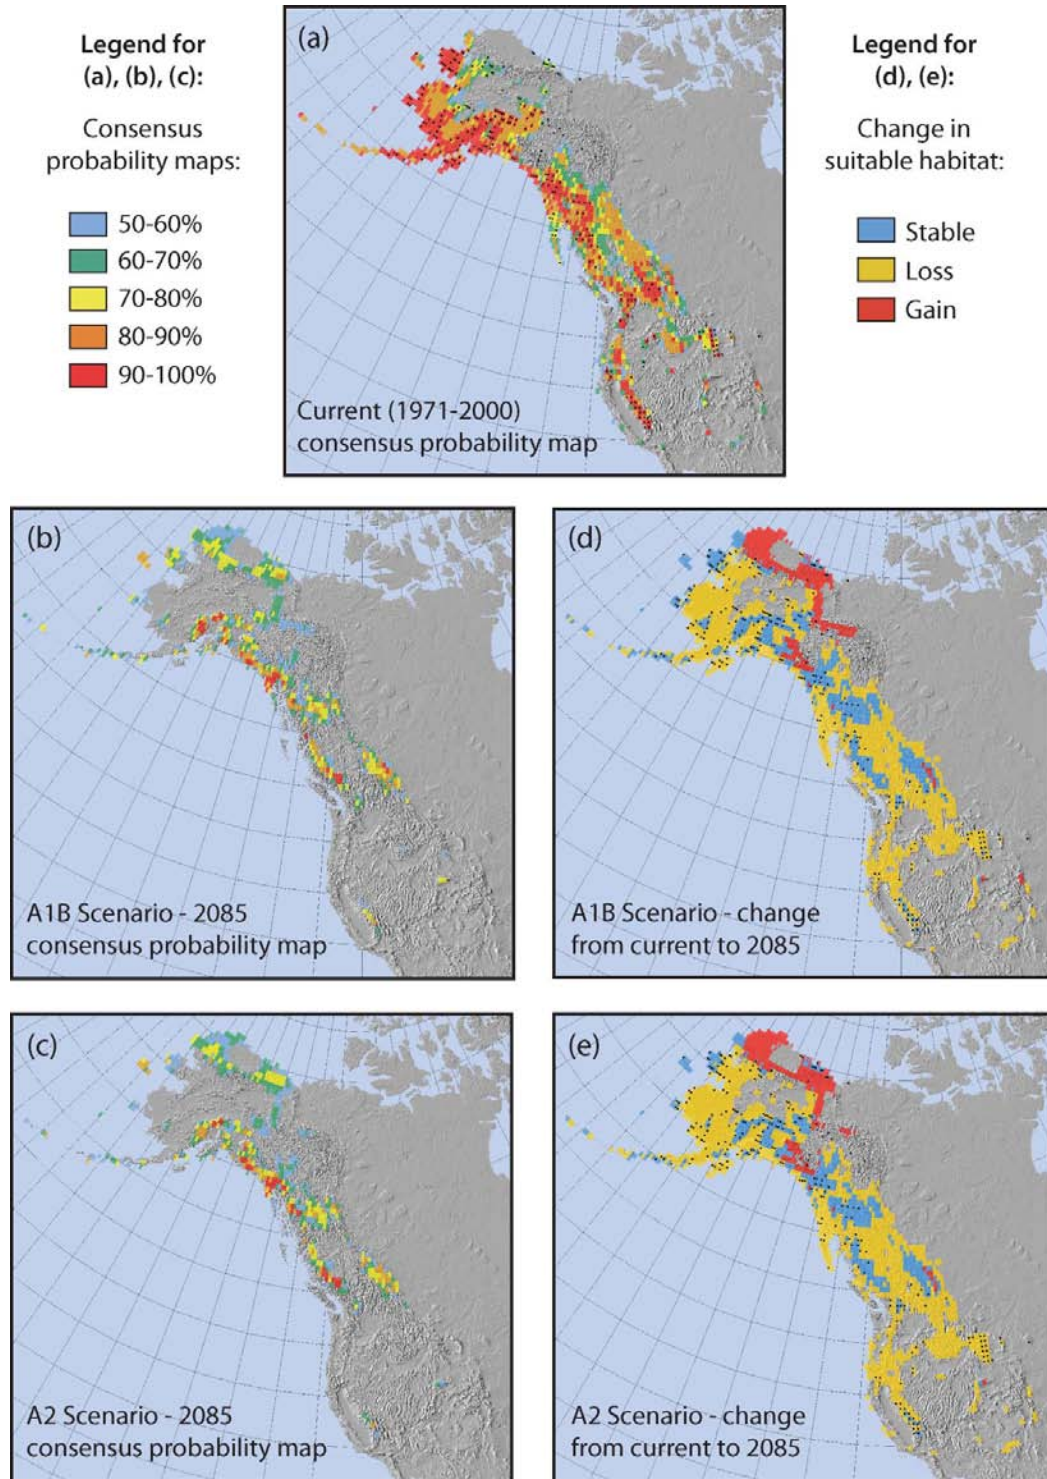 Legend for
(a), (b), (c):
Consensus
probability maps:
50-60%
60-70%
70-80%
80-90%
90-100%
(a)
Current (1971-2000)
consensus probability map
Legend for
(d), (e):
Change in
suitable habitat:
Stable
Loss
Gain
(b)
A1B Scenario - 2085
consensus probability map
(d)
A1B Scenario - change
from current to 2085
(c)
A2 Scenario - 2085
consensus probability map
(e)
A2 Scenario - change
from current to 2085